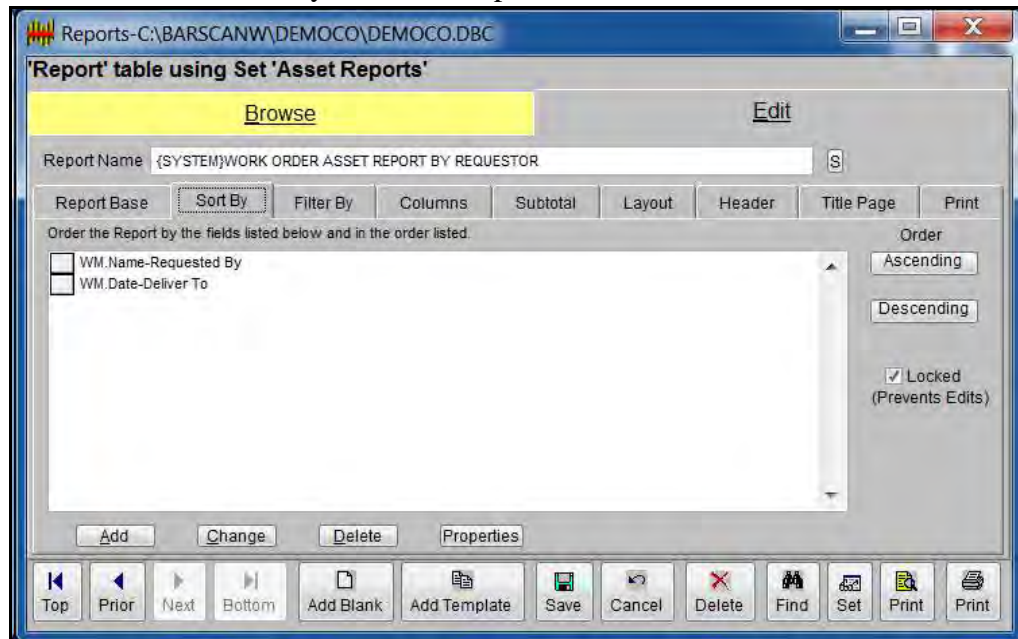 Reports-C:\BARSCANW\DEMOCO\DEMOCO.DBC
'Report' table using Set 'Asset Reports'
Browse Edit
Report Name {SYSTEM}WORK ORDER ASSET REPORT BY REQUESTOR S
Report Base Sort By Filter By Columns Subtotal Layout Header Title Page Print
Order the Report by the fields listed below and in the order listed. Order
WM.Name-Requested By Ascending
WM.Date-Deliver To
Descending
Locked
(Prevents Edits)
Add Change Delete Properties
Top Prior Next Bottom Add Blank Add Template Save Cancel Delete Find Set Print Print